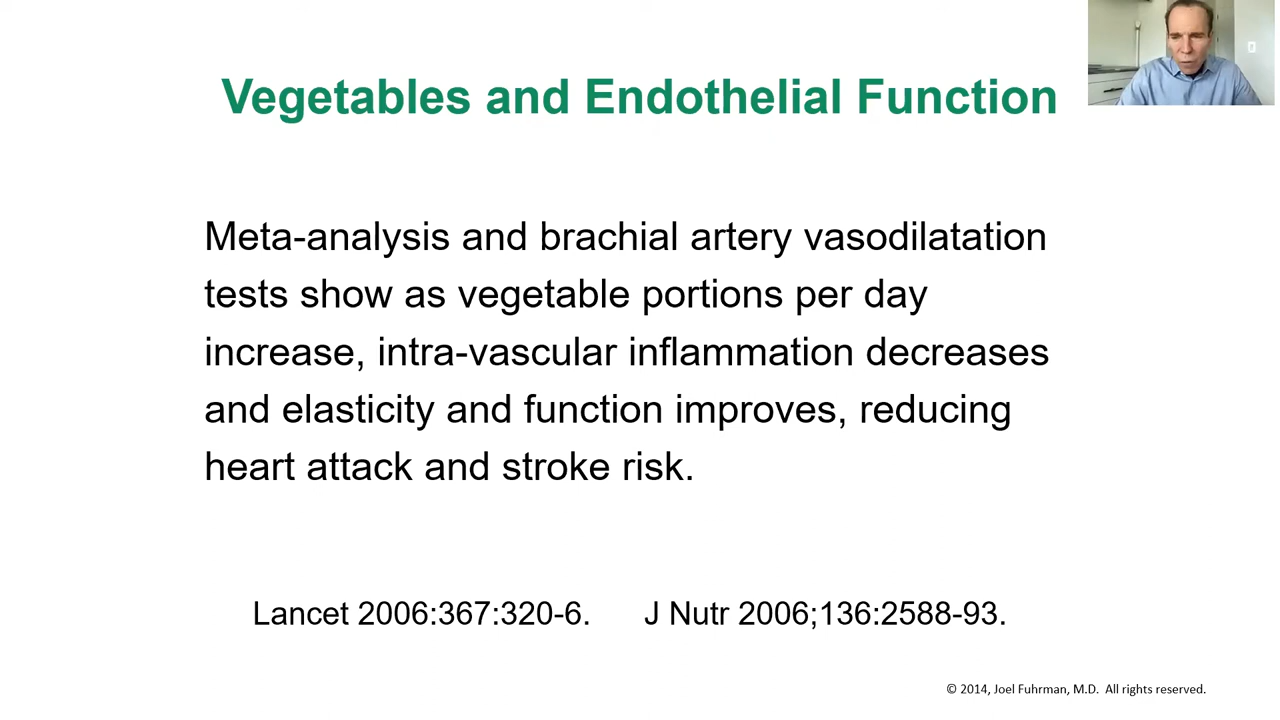 Vegetables and Endothelial Function
Meta-analysis and brachial artery vasodilatation
tests show as vegetable portions per day
increase, intra-vascular inflammation decreases
and elasticity and function improves, reducing
heart attack and stroke risk.
Lancet 2006:367:320-6. J Nutr 2006;136:2588-93.
© 2014, Joel Fuhrman, M.D. All rights reserved.